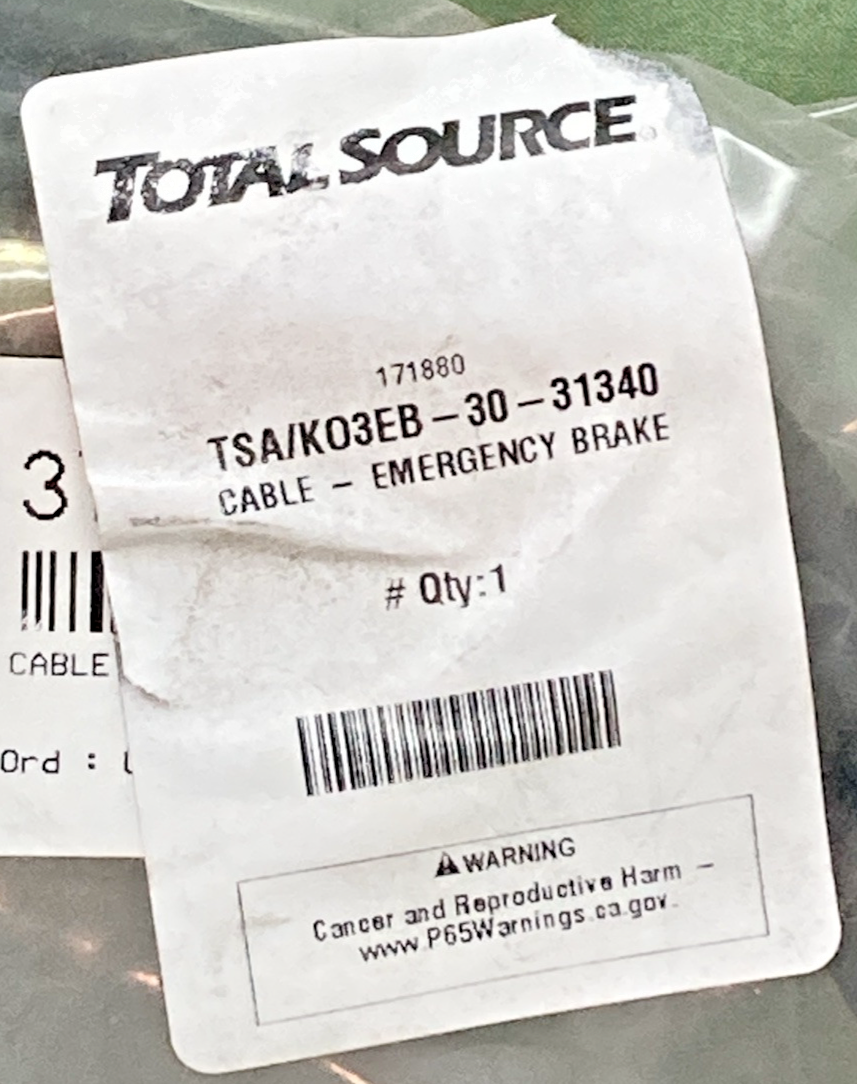 TOTAL SOURCE®
171880
TSA/K03EB-30-31340
CABLE - EMERGENCY BRAKE
# Qty:1
3
CABLE
Ord :
⚠ WARNING
Cancer and Reproductive Harm -
www.P65Warnings.ca.gov.